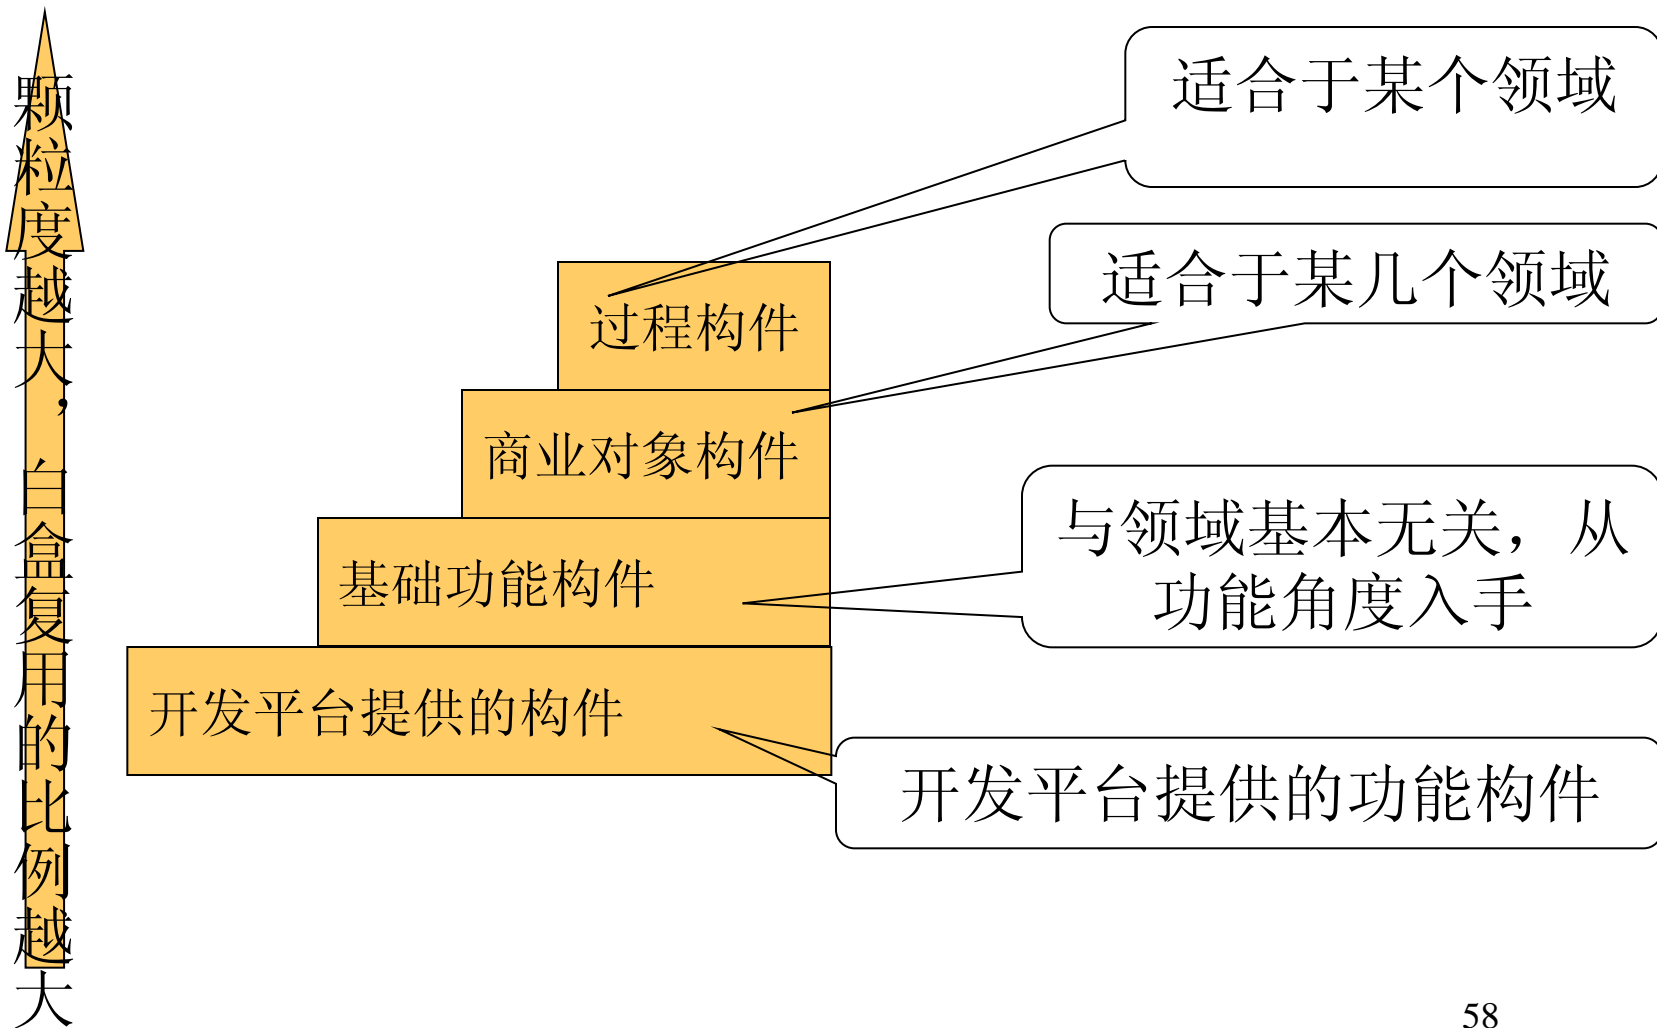 颗粒度越大，白盒复用的比例越大
适合于某个领域
适合于某几个领域
过程构件
商业对象构件
与领域基本无关，从
功能角度入手
基础功能构件
开发平台提供的构件
开发平台提供的功能构件
58